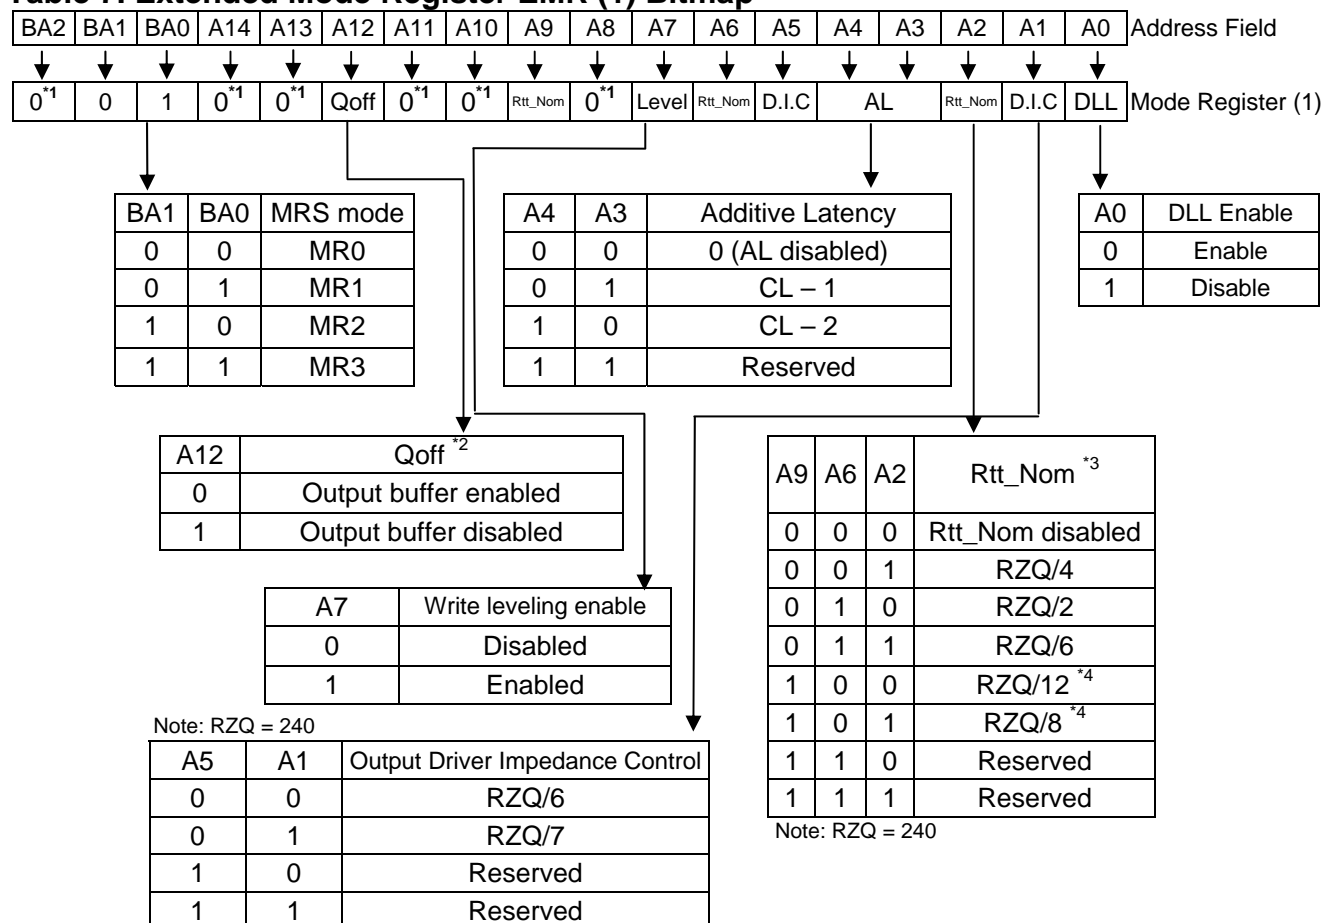 Table 7. Extended Mode Register EMR (1) Bitmap
BA2 BA1 BA0 A14 A13 A12 A11 A10 A9 A8 A7 A6 A5 A4 A3 A2 A1 A0 Address Field
0*1 0 1 0*1 0*1 Qoff 0*1 0*1 Rtt_Nom 0*1 Level Rtt_Nom D.I.C AL Rtt_Nom D.I.C DLL Mode Register (1)
BA1 BA0 MRS mode
0 0 MR0
0 1 MR1
1 0 MR2
1 1 MR3
A4 A3 Additive Latency
0 0 0 (AL disabled)
0 1 CL – 1
1 0 CL – 2
1 1 Reserved
A0 DLL Enable
0 Enable
1 Disable
A12 Qoff *2
0 Output buffer enabled
1 Output buffer disabled
A9 A6 A2 Rtt_Nom *3
0 0 0 Rtt_Nom disabled
0 0 1 RZQ/4
0 1 0 RZQ/2
0 1 1 RZQ/6
1 0 0 RZQ/12 *4
1 0 1 RZQ/8 *4
1 1 0 Reserved
1 1 1 Reserved
Note: RZQ = 240
A7 Write leveling enable
0 Disabled
1 Enabled
Note: RZQ = 240
A5 A1 Output Driver Impedance Control
0 0 RZQ/6
0 1 RZQ/7
1 0 Reserved
1 1 Reserved